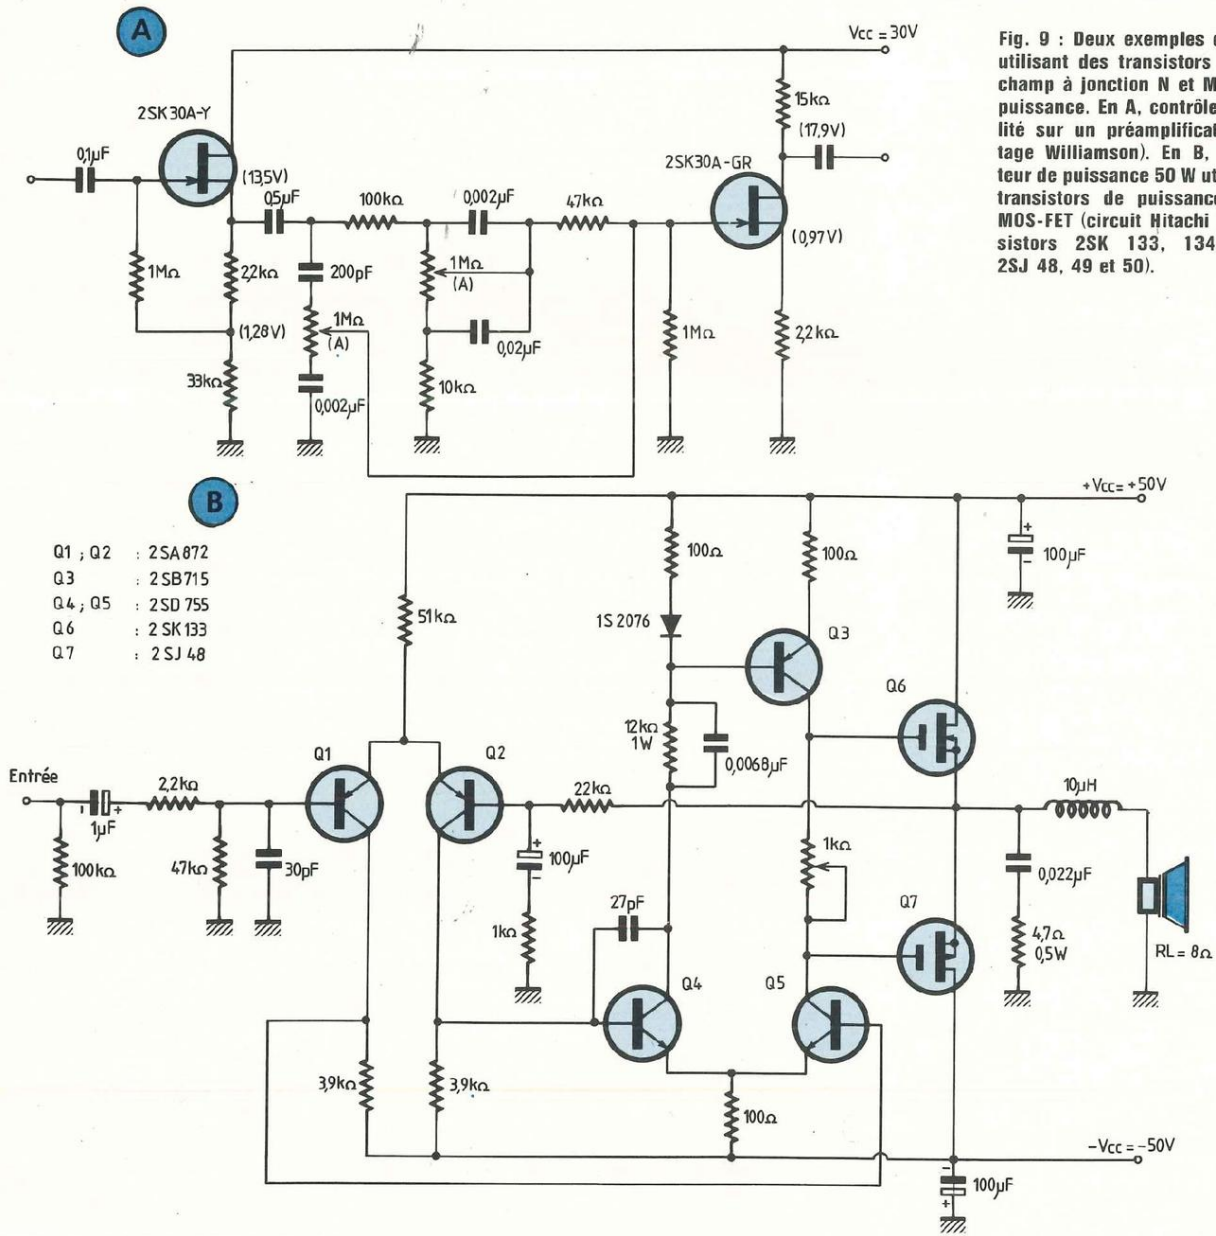 A
Vcc = 30V
Fig. 9 : Deux exemples
utilisant des transistors
champ à jonction N et
puissance. En A, contrôle
lité sur un préamplificat
tage Williamson). En B,
teur de puissance 50 W ut
transistors de puissance
MOS-FET (circuit Hitachi
sistors 2SK 133, 134
2SJ 48, 49 et 50).
2SK30A-Y
15kΩ
(17,9V)
0,1µF
2SK30A-GR
(13,5V)
0,5µF
100kΩ
0,002µF
47kΩ
(0,97V)
1MΩ
2,2kΩ
200pF
1MΩ
(A)
(1,28V)
1MΩ
(A)
0,02µF
1MΩ
2,2kΩ
33kΩ
0,002µF
10kΩ
B
+Vcc = +50V
Q1 ; Q2 : 2SA872
Q3 : 2SB715
Q4 ; Q5 : 2SD 755
Q6 : 2SK133
Q7 : 2SJ 48
100Ω
100Ω
+
100µF
-
51kΩ
1S 2076
Q3
Q6
12kΩ
1W
0,0068µF
Entrée
Q1
Q2
2,2kΩ
22kΩ
10µH
- +
1µF
100kΩ
47kΩ
30pF
+
100µF
-
1kΩ
0,022µF
27pF
Q7
1kΩ
4,7Ω
0,5W
RL = 8Ω
Q4
Q5
3,9kΩ
3,9kΩ
100Ω
-Vcc = -50V
-
100µF
+